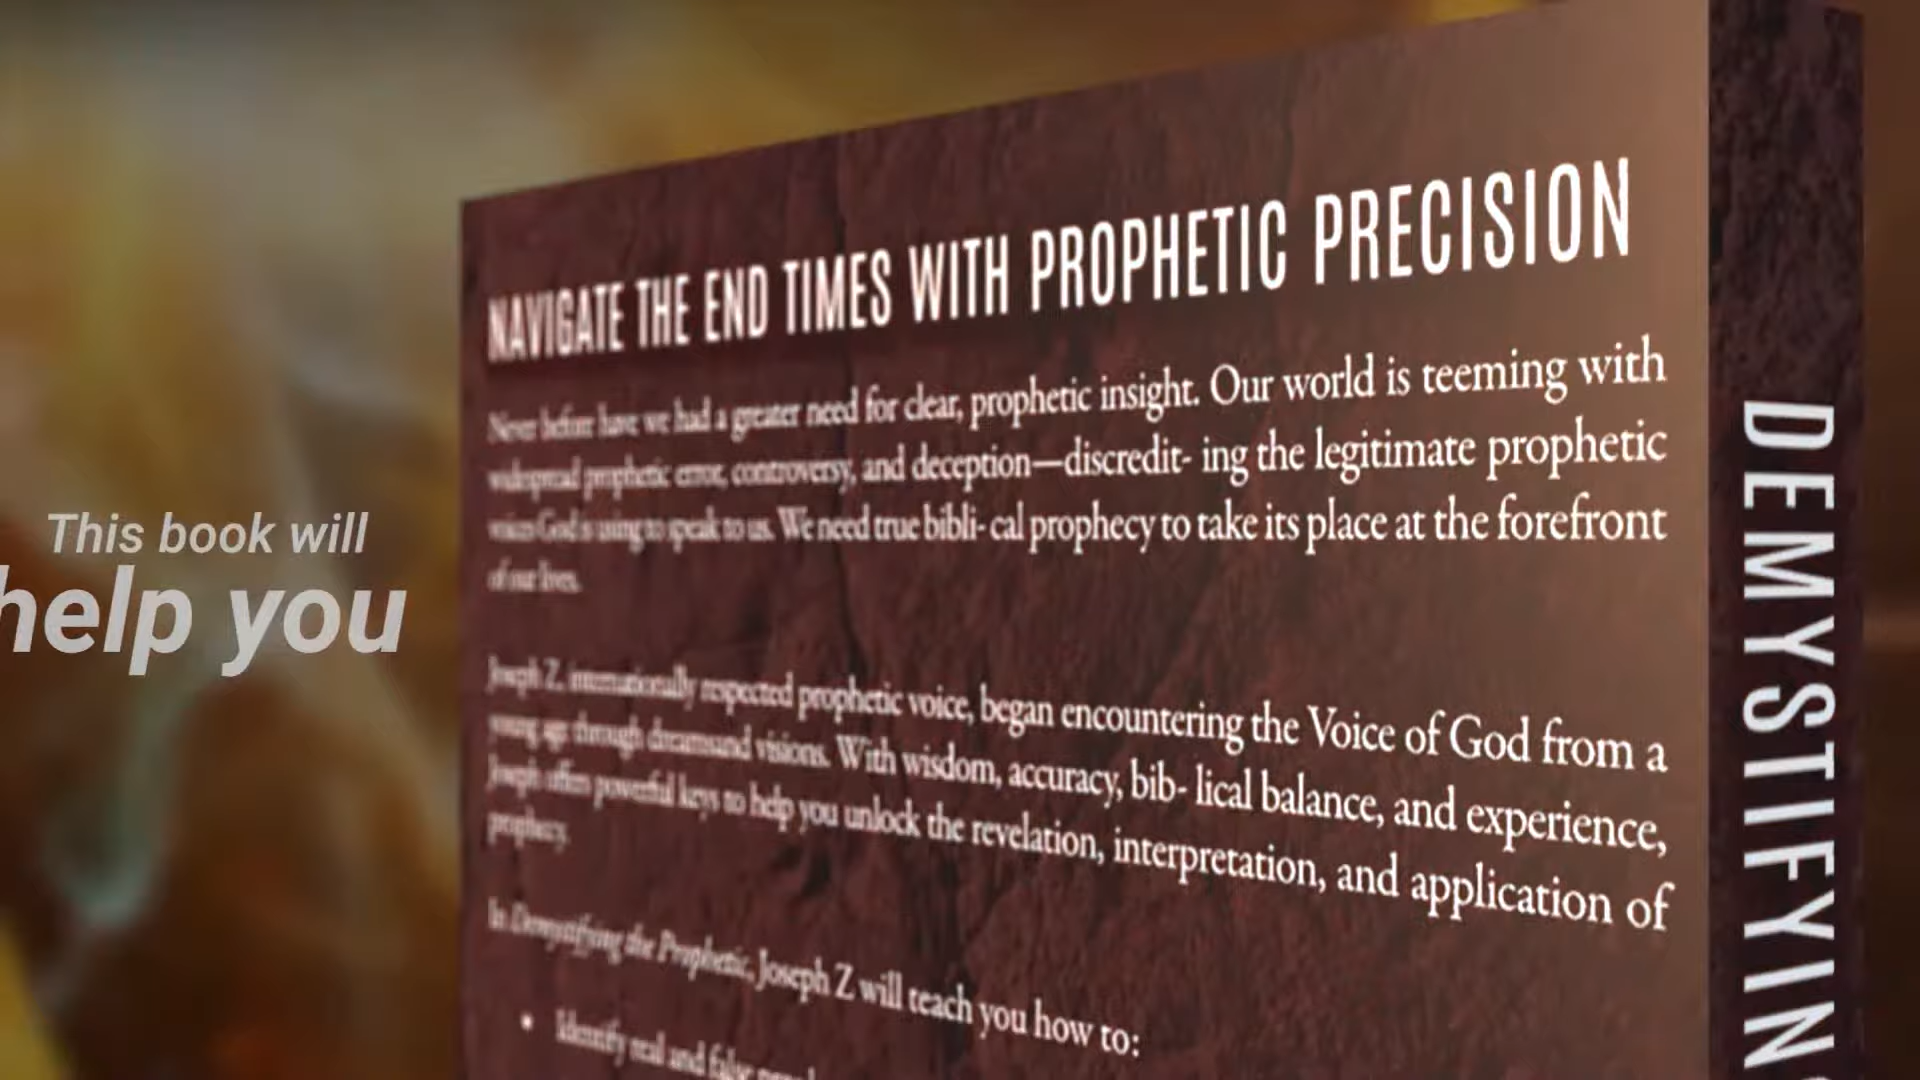 This book will
help you
NAVIGATE THE END TIMES WITH PROPHETIC PRECISION
Never before have we had a greater need for clear, prophetic insight. Our world is teeming with
widespread prophetic error, controversy, and deception—discredit- ing the legitimate prophetic
voices God is using to speak to us. We need true bibli- cal prophecy to take its place at the forefront
of our lives.
Joseph Z, internationally respected prophetic voice, began encountering the Voice of God from a
young age through dreamsand visions. With wisdom, accuracy, bib- lical balance, and experience,
Joseph offers powerful keys to help you unlock the revelation, interpretation, and application of
prophecy.
In Demystifying the Prophetic, Joseph Z will teach you how to:
• Identify real and false
DEMYSTIFYIN